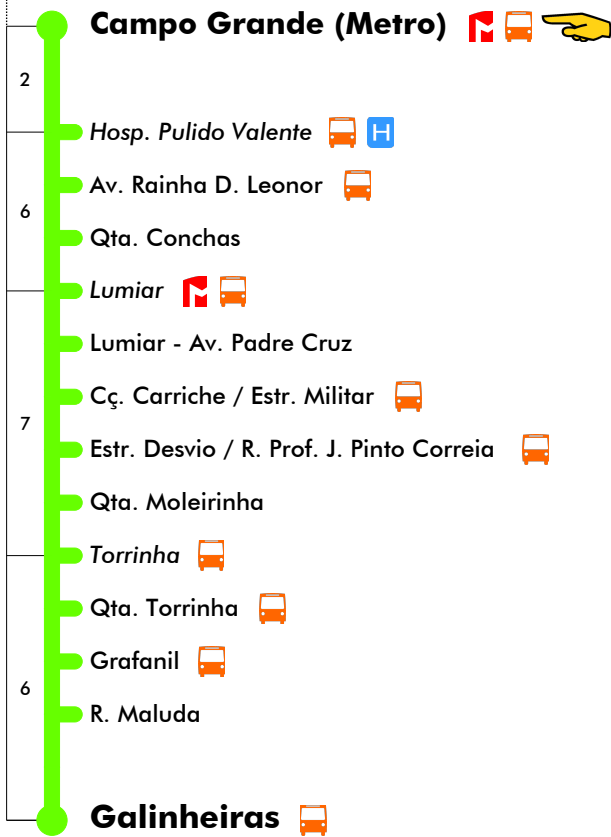 Campo Grande (Metro)
2
Hosp. Pulido Valente H
Av. Rainha D. Leonor
6
Qta. Conchas
Lumiar
Lumiar - Av. Padre Cruz
Cç. Carriche / Estr. Militar
7
Estr. Desvio / R. Prof. J. Pinto Correia
Qta. Moleirinha
Torrinha
Qta. Torrinha
Grafanil
6
R. Maluda
Galinheiras